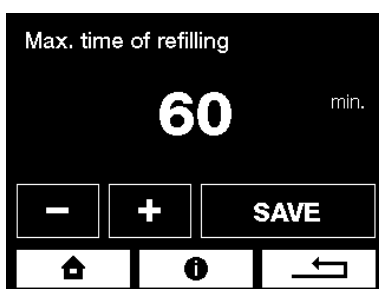 Max. time of refilling
60 min.
− + SAVE